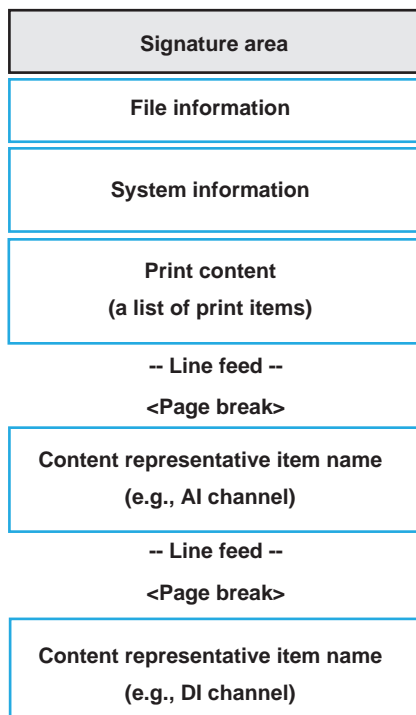 Signature area
File information
System information
Print content
(a list of print items)
-- Line feed --
<Page break>
Content representative item name
(e.g., AI channel)
-- Line feed --
<Page break>
Content representative item name
(e.g., DI channel)